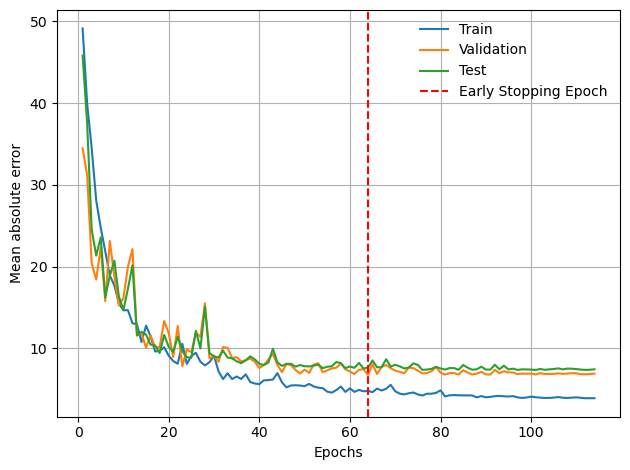 50
40
30
20
10
Mean absolute error
Train
Validation
Test
Early Stopping Epoch
0 20 40 60 80 100
Epochs